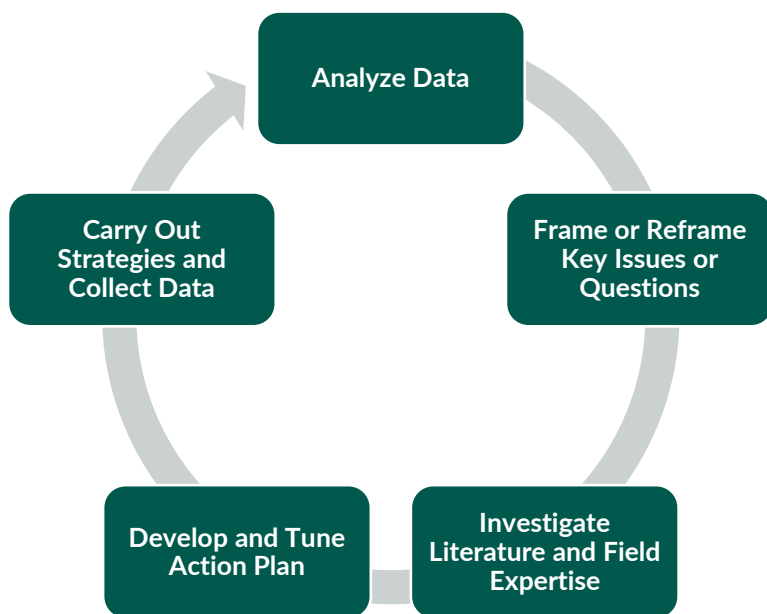 Analyze Data
Frame or Reframe
Key Issues or
Questions
Investigate
Literature and Field
Expertise
Develop and Tune
Action Plan
Carry Out
Strategies and
Collect Data